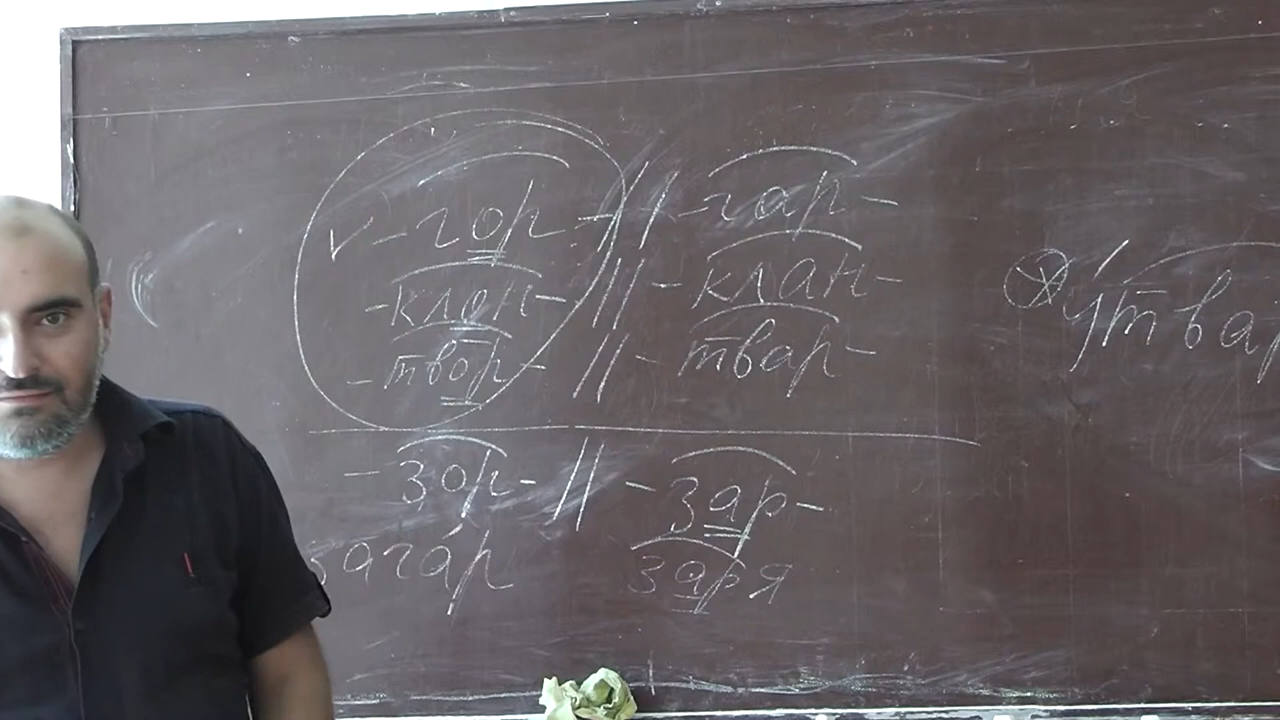 -гор- // -гар-
-клон- // -клан-
-твор- // -твар-
-зор- // -зар-
загар заря
утвар